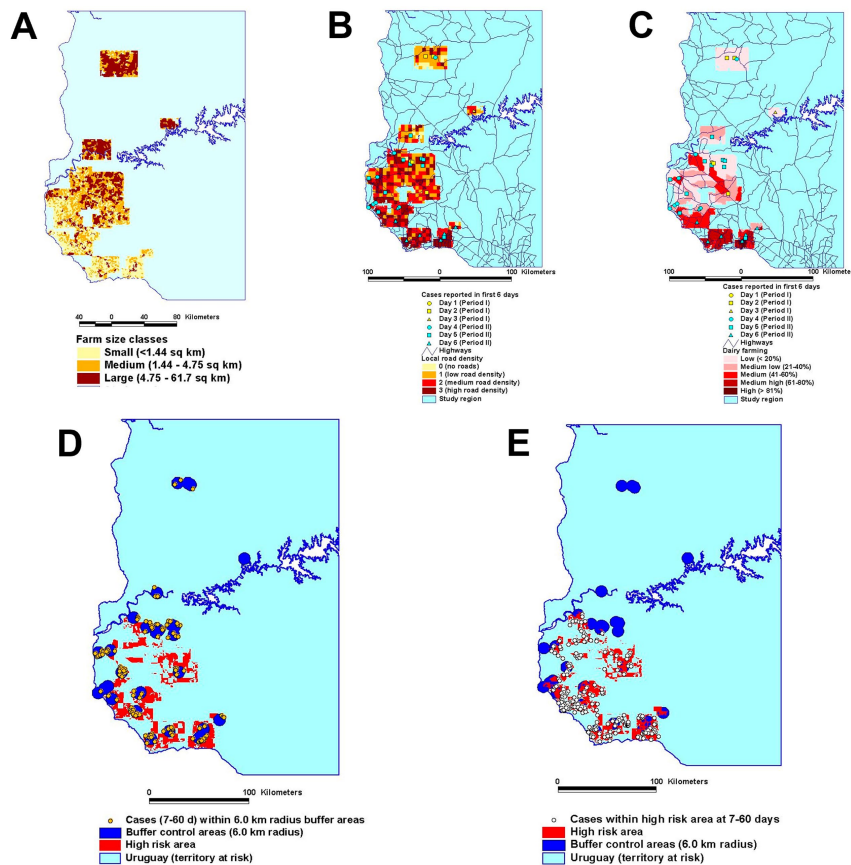 A
40 0 40 80
Kilometers
Farm size classes
Small (<1.44 sq km)
Medium (1.44 - 4.75 sq km)
Large (4.75 - 61.7 sq km)
B
100 0 100
Kilometers
Cases reported in first 6 days
Day 1 (Period I)
Day 2 (Period I)
Day 3 (Period I)
Day 4 (Period II)
Day 5 (Period II)
Day 6 (Period II)
Highways
Local road density
0 (no roads)
1 (low road density)
2 (medium road density)
3 (high road density)
Study region
C
100 0 100
Kilometers
Cases reported in first 6 days
Day 1 (Period I)
Day 2 (Period I)
Day 3 (Period I)
Day 4 (Period II)
Day 5 (Period II)
Day 6 (Period II)
Highways
Dairy farming
Low (< 20%)
Medium low (21-40%)
Medium (41-60%)
Medium high (61-80%)
High (> 81%)
Study region
D
0 100 Kilometers
Cases (7-60 d) within 6.0 km radius buffer areas
Buffer control areas (6.0 km radius)
High risk area
Uruguay (territory at risk)
E
0 100
Kilometers
Cases within high risk area at 7-60 days
High risk area
Buffer control areas (6.0 km radius)
Uruguay (territory at risk)